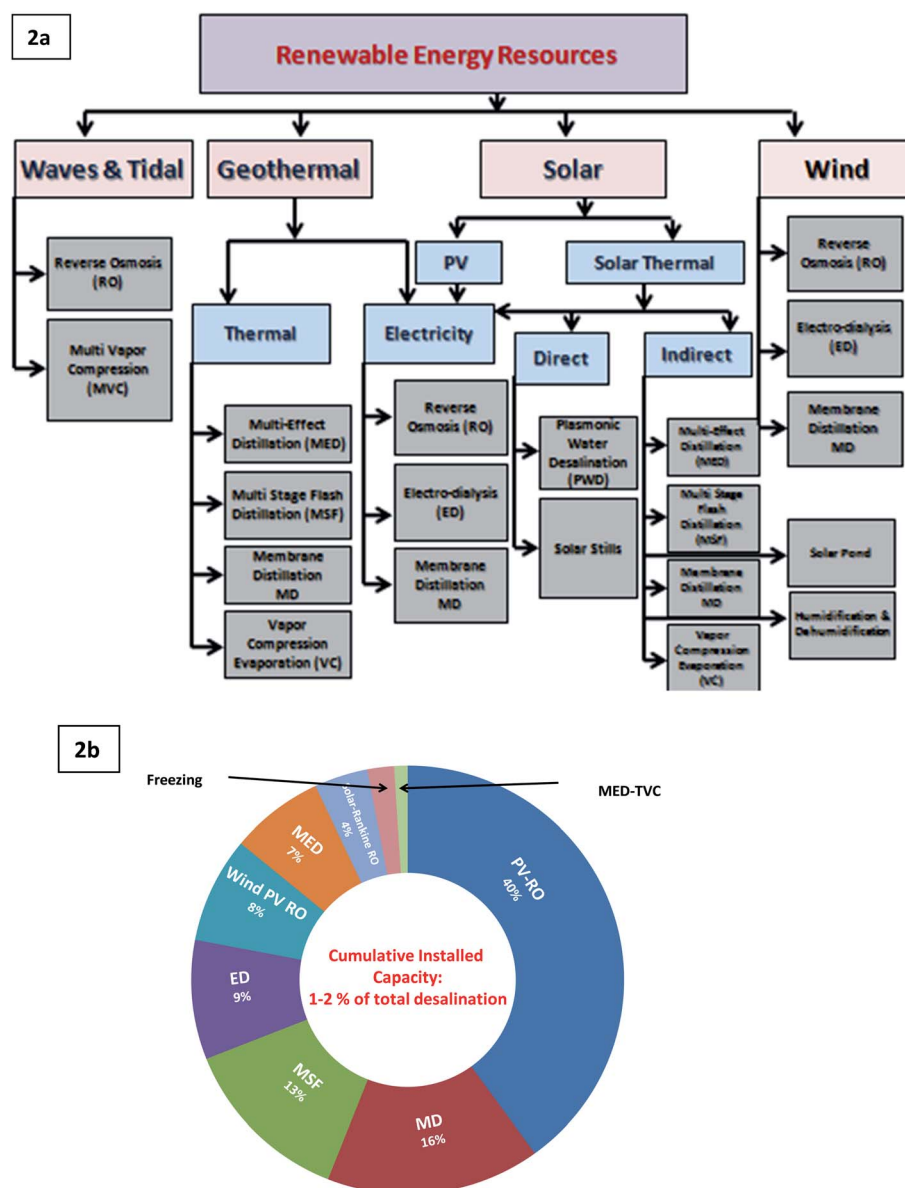 2a
Renewable Energy Resources
Waves & Tidal
Geothermal
Solar
Wind
PV
Solar Thermal
Reverse Osmosis
(RO)
Multi Vapor
Compression
(MVC)
Thermal
Electricity
Direct
Indirect
Reverse
Osmosis (RO)
Electro-dialysis
(ED)
Membrane
Distillation
MD
Multi-Effect
Distillation (MED)
Multi Stage Flash
Distillation (MSF)
Membrane
Distillation
MD
Vapor
Compression
Evaporation (VC)
Reverse
Osmosis (RO)
Electro-dialysis
(ED)
Membrane
Distillation
MD
Plasmonic
Water
Desalination
(PWD)
Solar Stills
Multi-Effect
Distillation
(MED)
Multi Stage
Flash
Distillation
(MSF)
Membrane
Distillation
MD
Vapor
Compression
Evaporation
(VC)
Solar Pond
Humidification &
Dehumidification
2b
Freezing
MED-TVC
Solar-Rankine RO
4%
MED
7%
Wind PV RO
8%
ED
9%
MSF
13%
MD
16%
PV-RO
40%
Cumulative Installed
Capacity:
1-2 % of total desalination